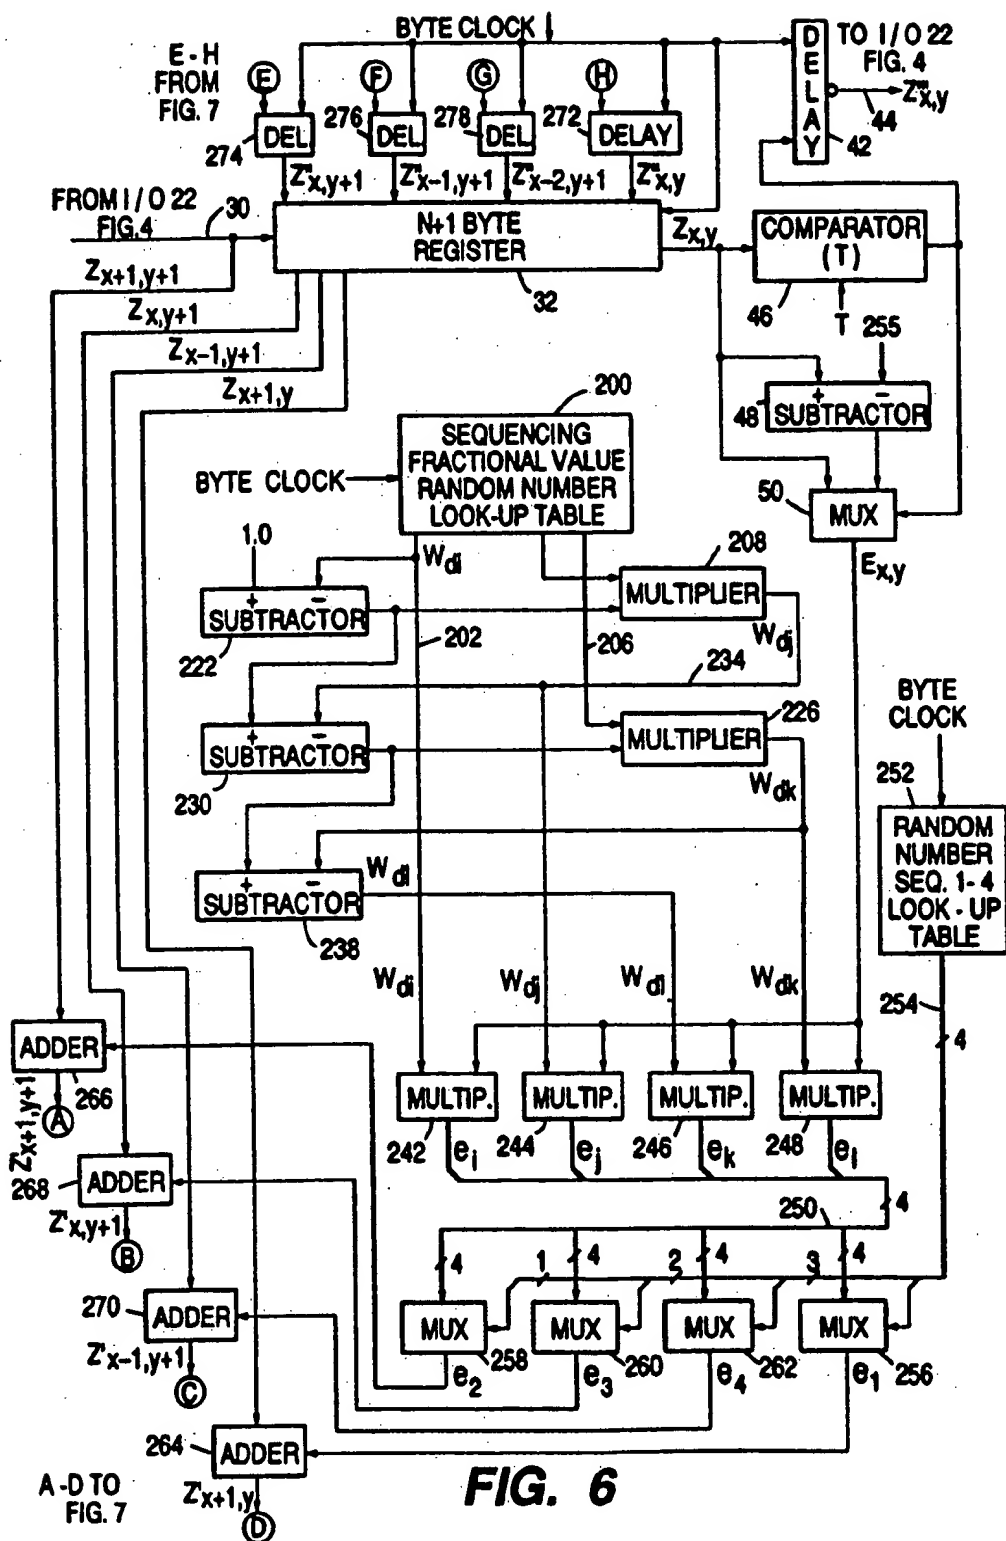 BYTE CLOCK
E - H
FROM
FIG. 7
E
F
G
H
274
DEL
276
DEL
278
DEL
272
DELAY
DELAY
42
TO I/O 22
FIG. 4
Z'''x,y
44
Z''x,y+1
Z''x-1,y+1
Z''x-2,y+1
Z''x,y
FROM I/O 22
FIG.4
30
N+1 BYTE
REGISTER
32
Zx,y
COMPARATOR
(T)
46
T
255
Zx+1,y+1
Zx,y+1
Zx-1,y+1
Zx+1,y
+ −
48
SUBTRACTOR
200
SEQUENCING
FRACTIONAL VALUE
RANDOM NUMBER
LOOK-UP TABLE
BYTE CLOCK
50
MUX
Ex,y
1.0
Wdi
+ −
SUBTRACTOR
222
202
206
208
MULTIPLIER
Wdj
234
+ −
SUBTRACTOR
230
226
MULTIPLIER
Wdk
BYTE
CLOCK
252
RANDOM
NUMBER
SEQ. 1-4
LOOK-UP
TABLE
254
4
+ −
SUBTRACTOR
238
Wdl
Wdi
Wdj
Wdl
Wdk
ADDER
266
Z'x+1,y+1
A
MULTIP.
242
ei
MULTIP.
244
ej
MULTIP.
246
ek
MULTIP.
248
el
4
250
268
ADDER
Z'x,y+1
B
4
1
4
2
4
3
4
270
ADDER
Z'x-1,y+1
C
MUX
258
e2
MUX
260
e3
MUX
262
e4
MUX
256
e1
264
ADDER
Z'x+1,y
D
A-D TO
FIG. 7
FIG. 6